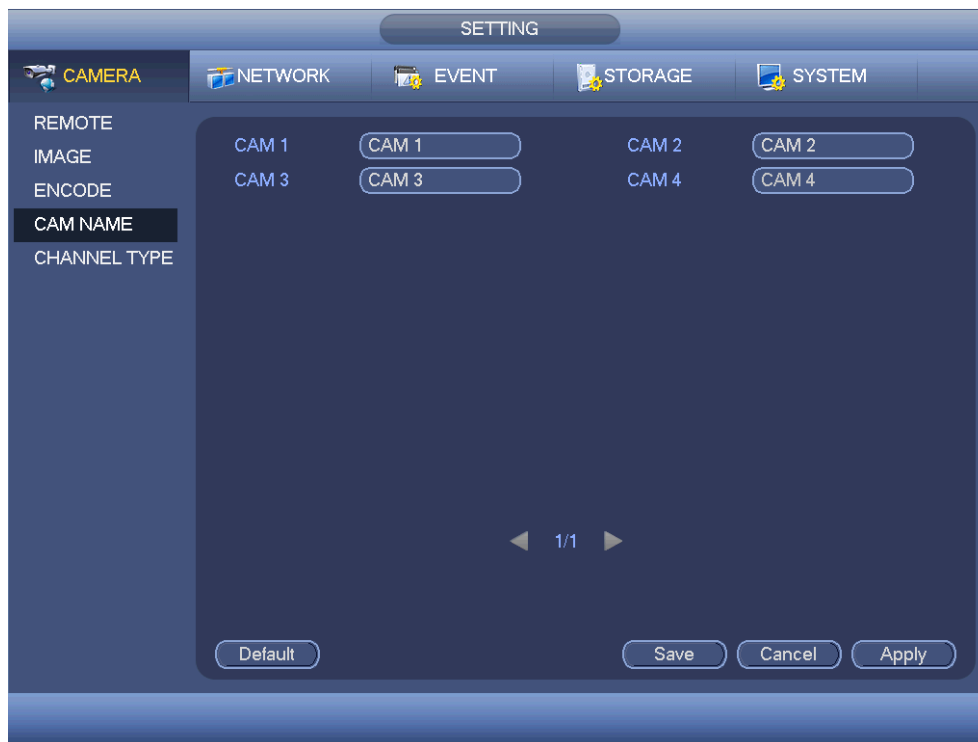 SETTING
CAMERA NETWORK EVENT STORAGE SYSTEM
REMOTE
IMAGE
ENCODE
CAM NAME
CHANNEL TYPE
CAM 1 CAM 1 CAM 2 CAM 2
CAM 3 CAM 3 CAM 4 CAM 4
1/1
Default Save Cancel Apply